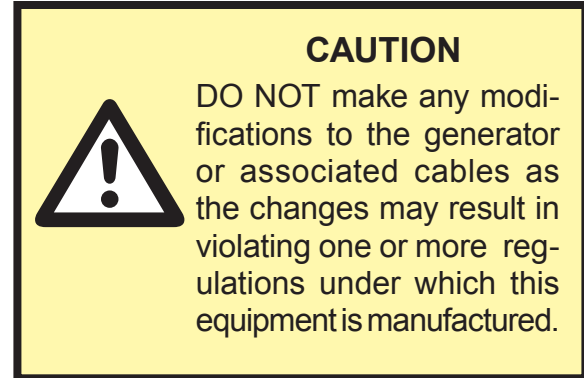 CAUTION
DO NOT make any modi-
fications to the generator
or associated cables as
the changes may result in
violating one or more reg-
ulations under which this
equipment is manufactured.